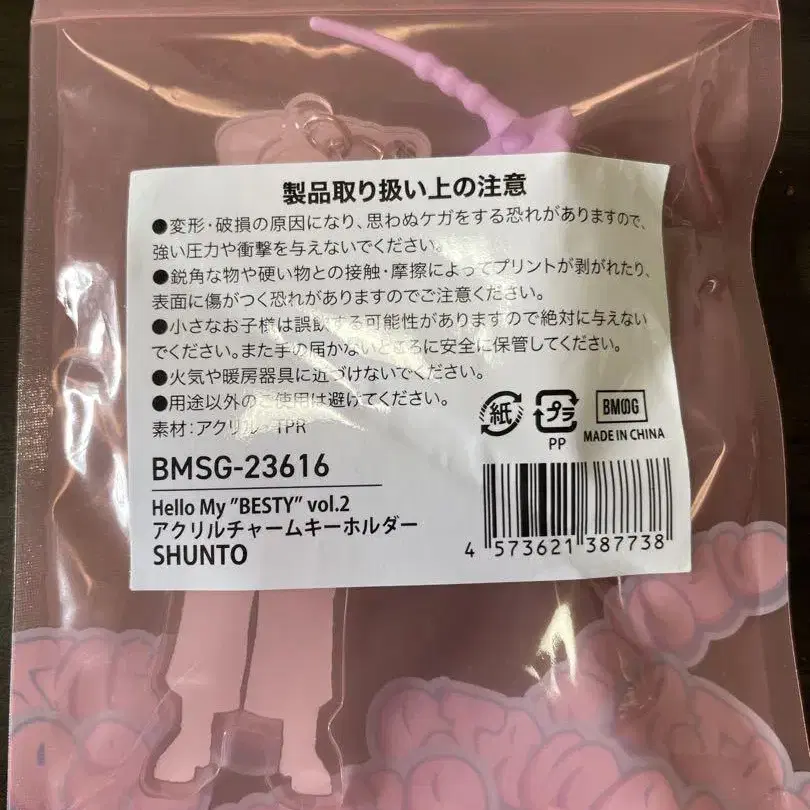 製品取り扱い上の注意
●変形・破損の原因になり、思わぬケガをする恐れがありますので、
強い圧力や衝撃を与えないでください。
●鋭角な物や硬い物との接触・摩擦によってプリントが剥がれたり、
表面に傷がつく恐れがありますのでご注意ください。
●小さなお子様は誤飲する可能性がありますので絶対に与えない
でください。また手の届かないところに安全に保管してください。
●火気や暖房器具に近づけないでください。
●用途以外のご使用は避けてください。
素材:アクリル・TPR
紙
プラ
PP
BMSG
MADE IN CHINA
BMSG-23616
Hello My "BESTY" vol.2
アクリルチャームキーホルダー
SHUNTO
4 573621 387738